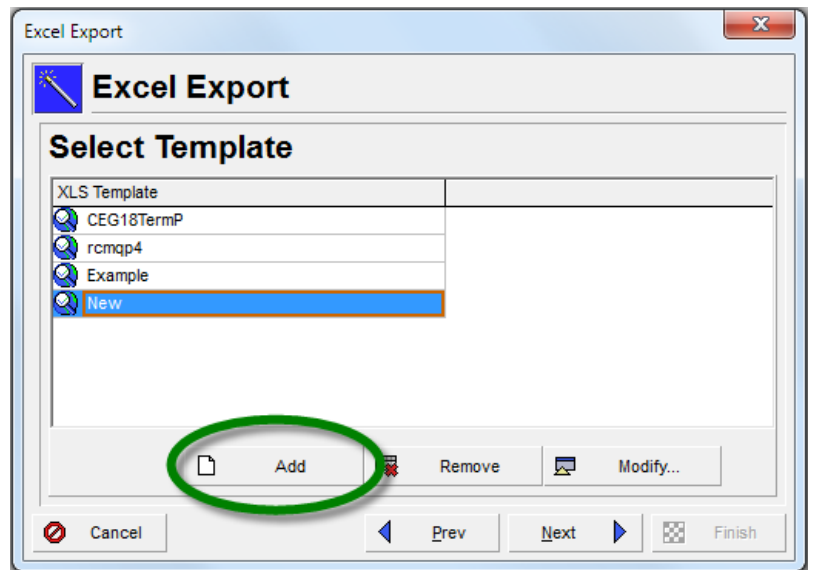 Excel Export
Excel Export
Select Template
XLS Template
CEG18TermP
rcmqp4
Example
New
Add Remove Modify...
Cancel Prev Next Finish